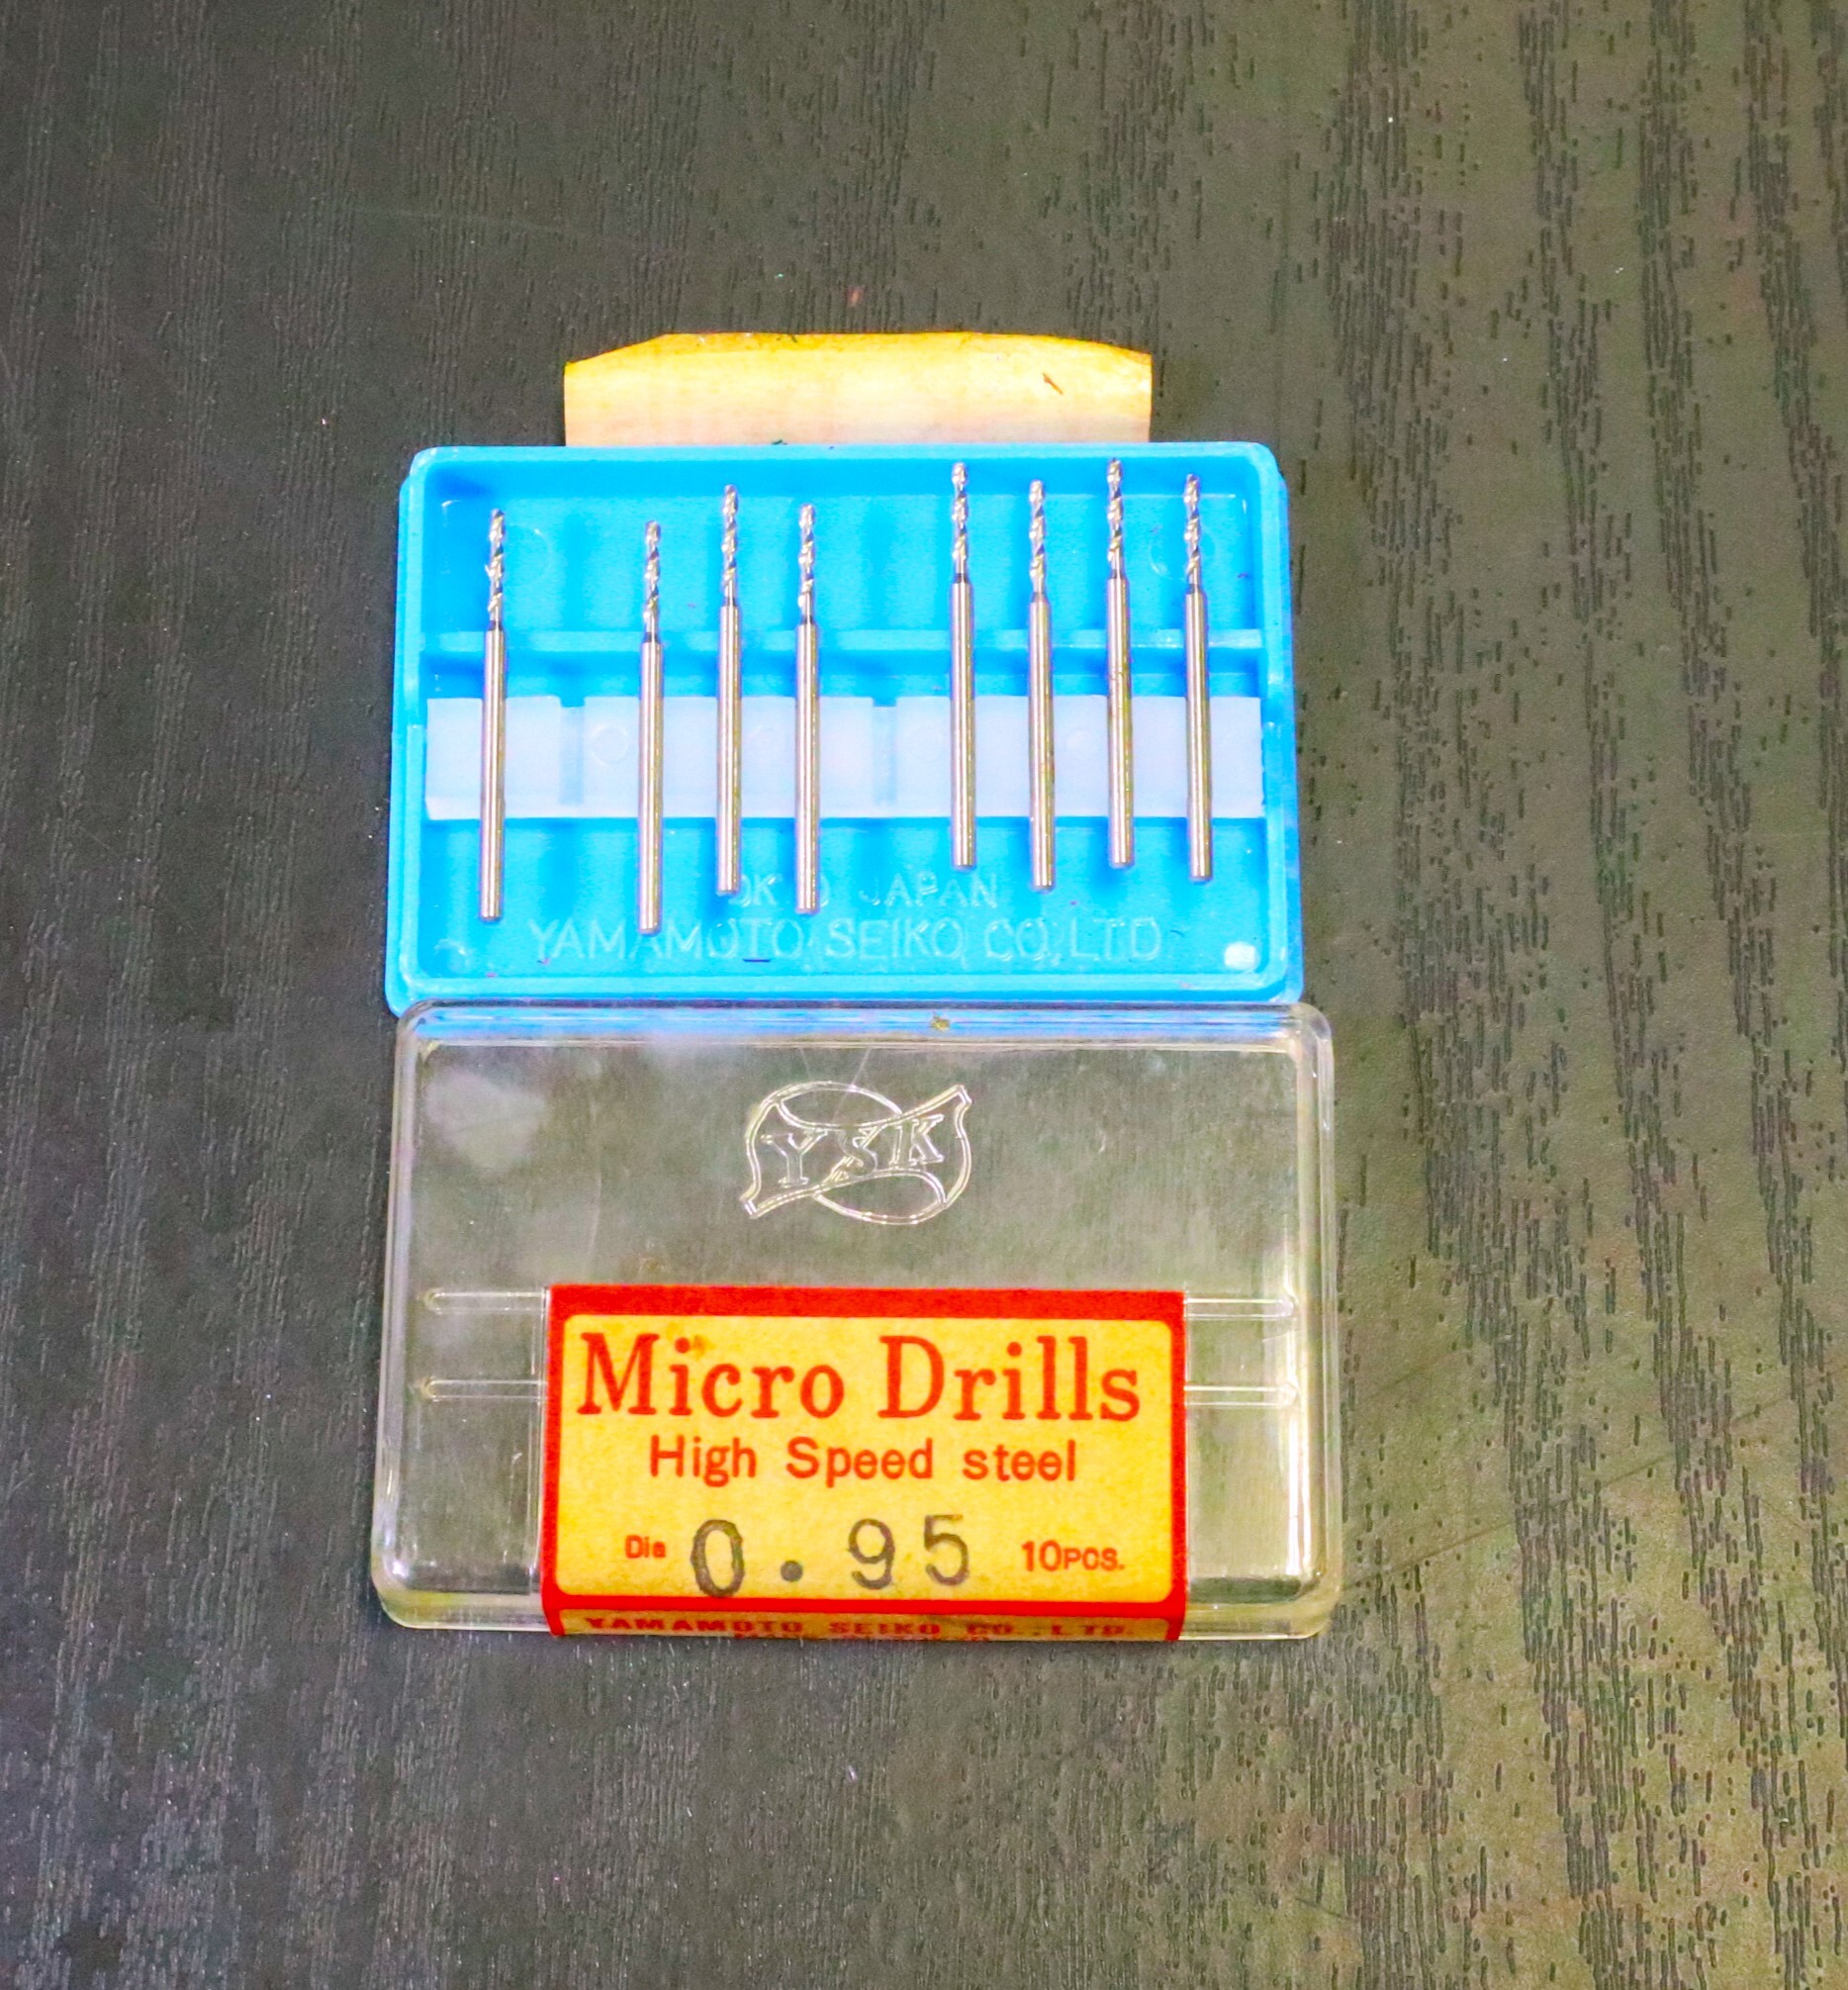 JAPAN
YAMAMOTO SEIKO CO,LTD
YSK
Micro Drills
High Speed steel
Dia 0.95 10PCS.
YAMAMOTO SEIKO CO.,LTD.